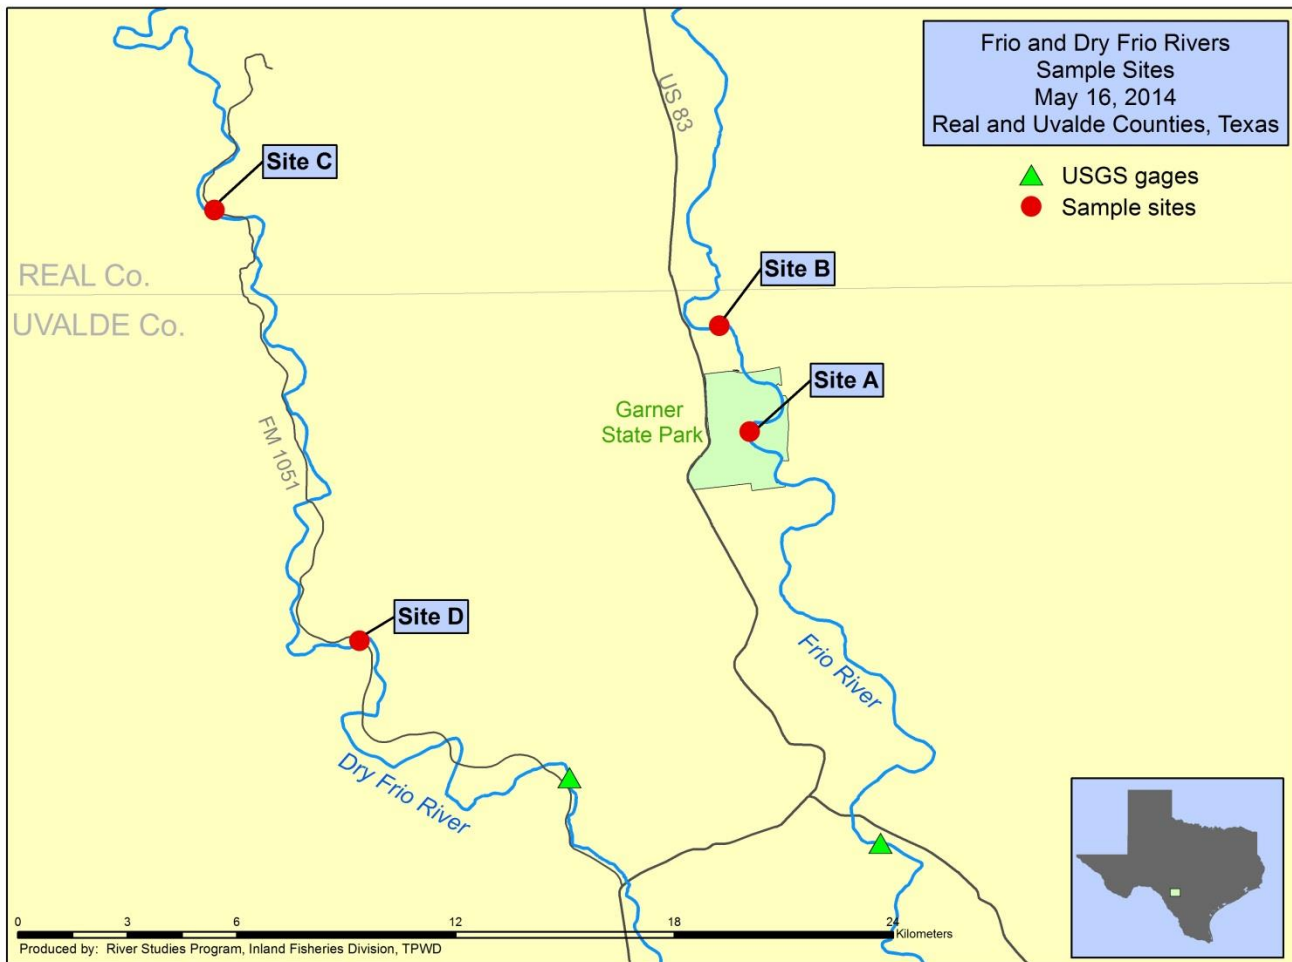 Frio and Dry Frio Rivers
Sample Sites
May 16, 2014
Real and Uvalde Counties, Texas
USGS gages
Sample sites
US 83
Site C
Site B
REAL Co.
UVALDE Co.
Site A
Garner
State Park
FM 1051
Site D
Frio River
Dry Frio River
0 3 6 12 18 24
Kilometers
Produced by: River Studies Program, Inland Fisheries Division, TPWD